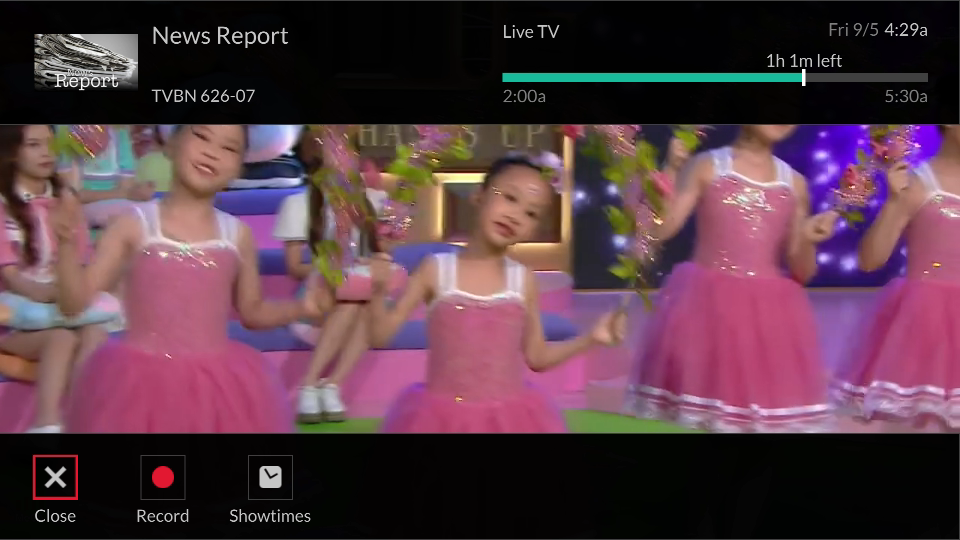 News Report
Report
TVBN 626-07
Live TV
Fri 9/5 4:29a
1h 1m left
2:00a
5:30a
UP
Close
Record
Showtimes